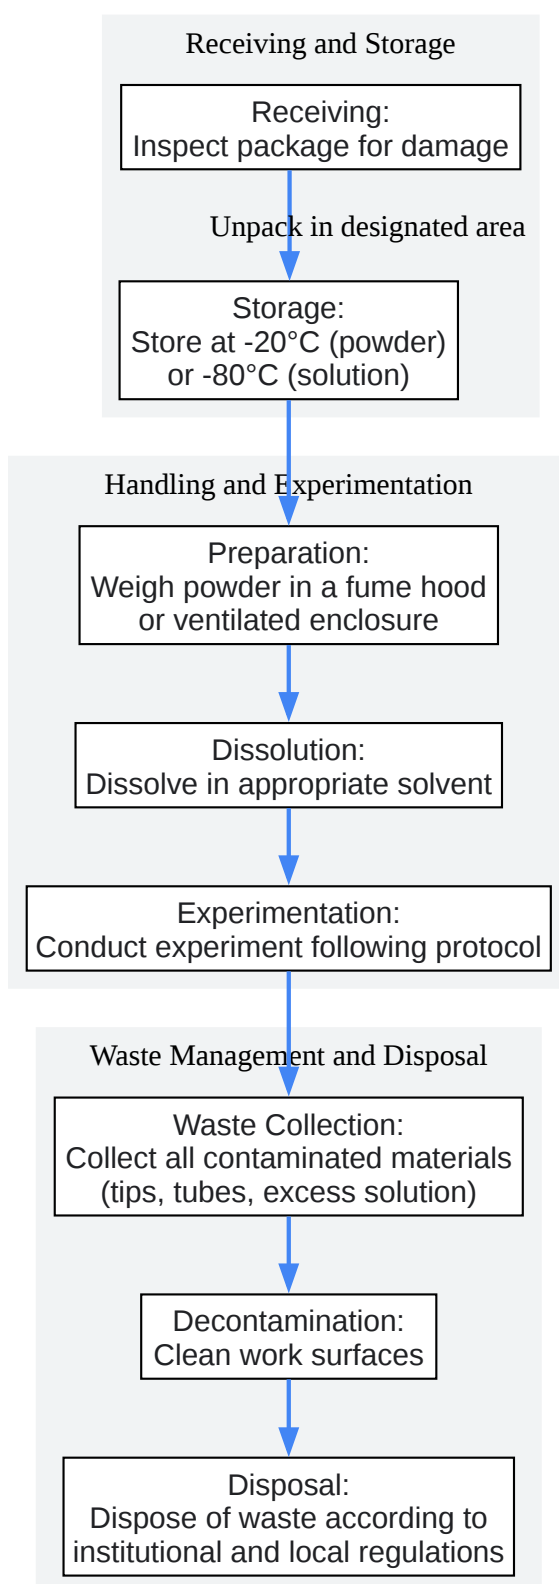 Receiving and Storage
Receiving:
Inspect package for damage
Unpack in designated area
Storage:
Store at -20°C (powder)
or -80°C (solution)
Handling and Experimentation
Preparation:
Weigh powder in a fume hood
or ventilated enclosure
Dissolution:
Dissolve in appropriate solvent
Experimentation:
Conduct experiment following protocol
Waste Management and Disposal
Waste Collection:
Collect all contaminated materials
(tips, tubes, excess solution)
Decontamination:
Clean work surfaces
Disposal:
Dispose of waste according to
institutional and local regulations